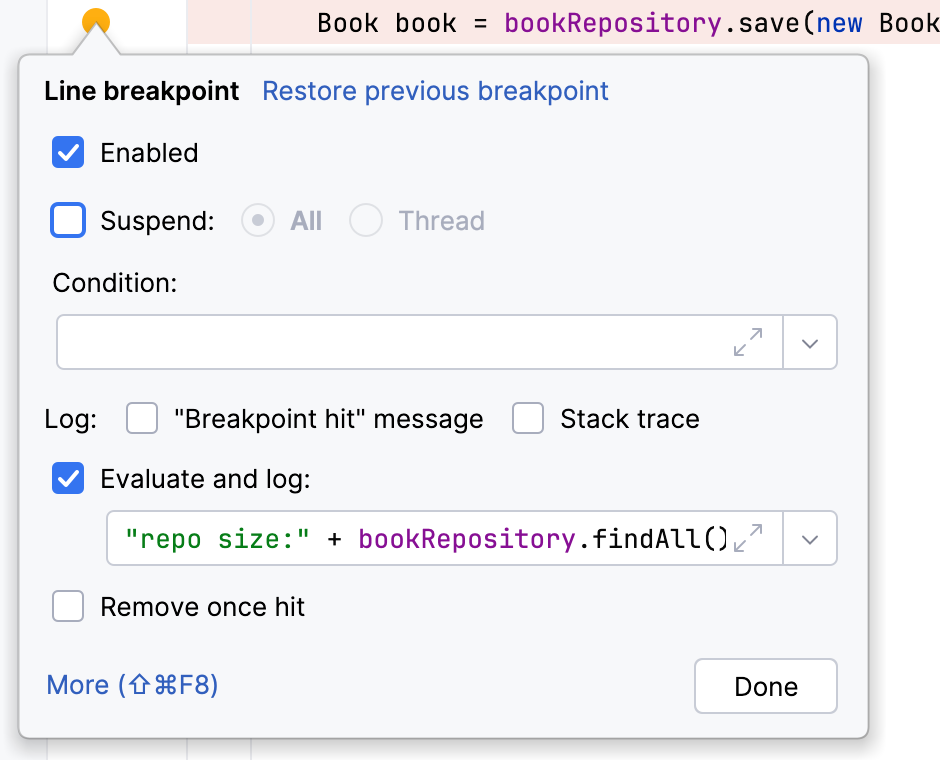 Book book = bookRepository.save(new Book
Line breakpoint Restore previous breakpoint
Enabled
Suspend: All Thread
Condition:
Log: "Breakpoint hit" message Stack trace
Evaluate and log:
"repo size:" + bookRepository.findAll()
Remove once hit
More (⇧⌘F8) Done